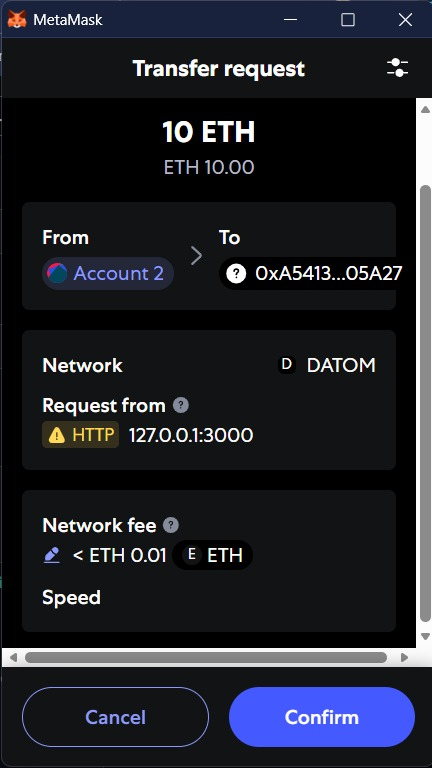 MetaMask
Transfer request
10 ETH
ETH 10.00
From
To
Account 2
? 0xA5413...05A27
Network
D DATOM
Request from ?
HTTP 127.0.0.1:3000
Network fee ?
< ETH 0.01 E ETH
Speed
Cancel
Confirm